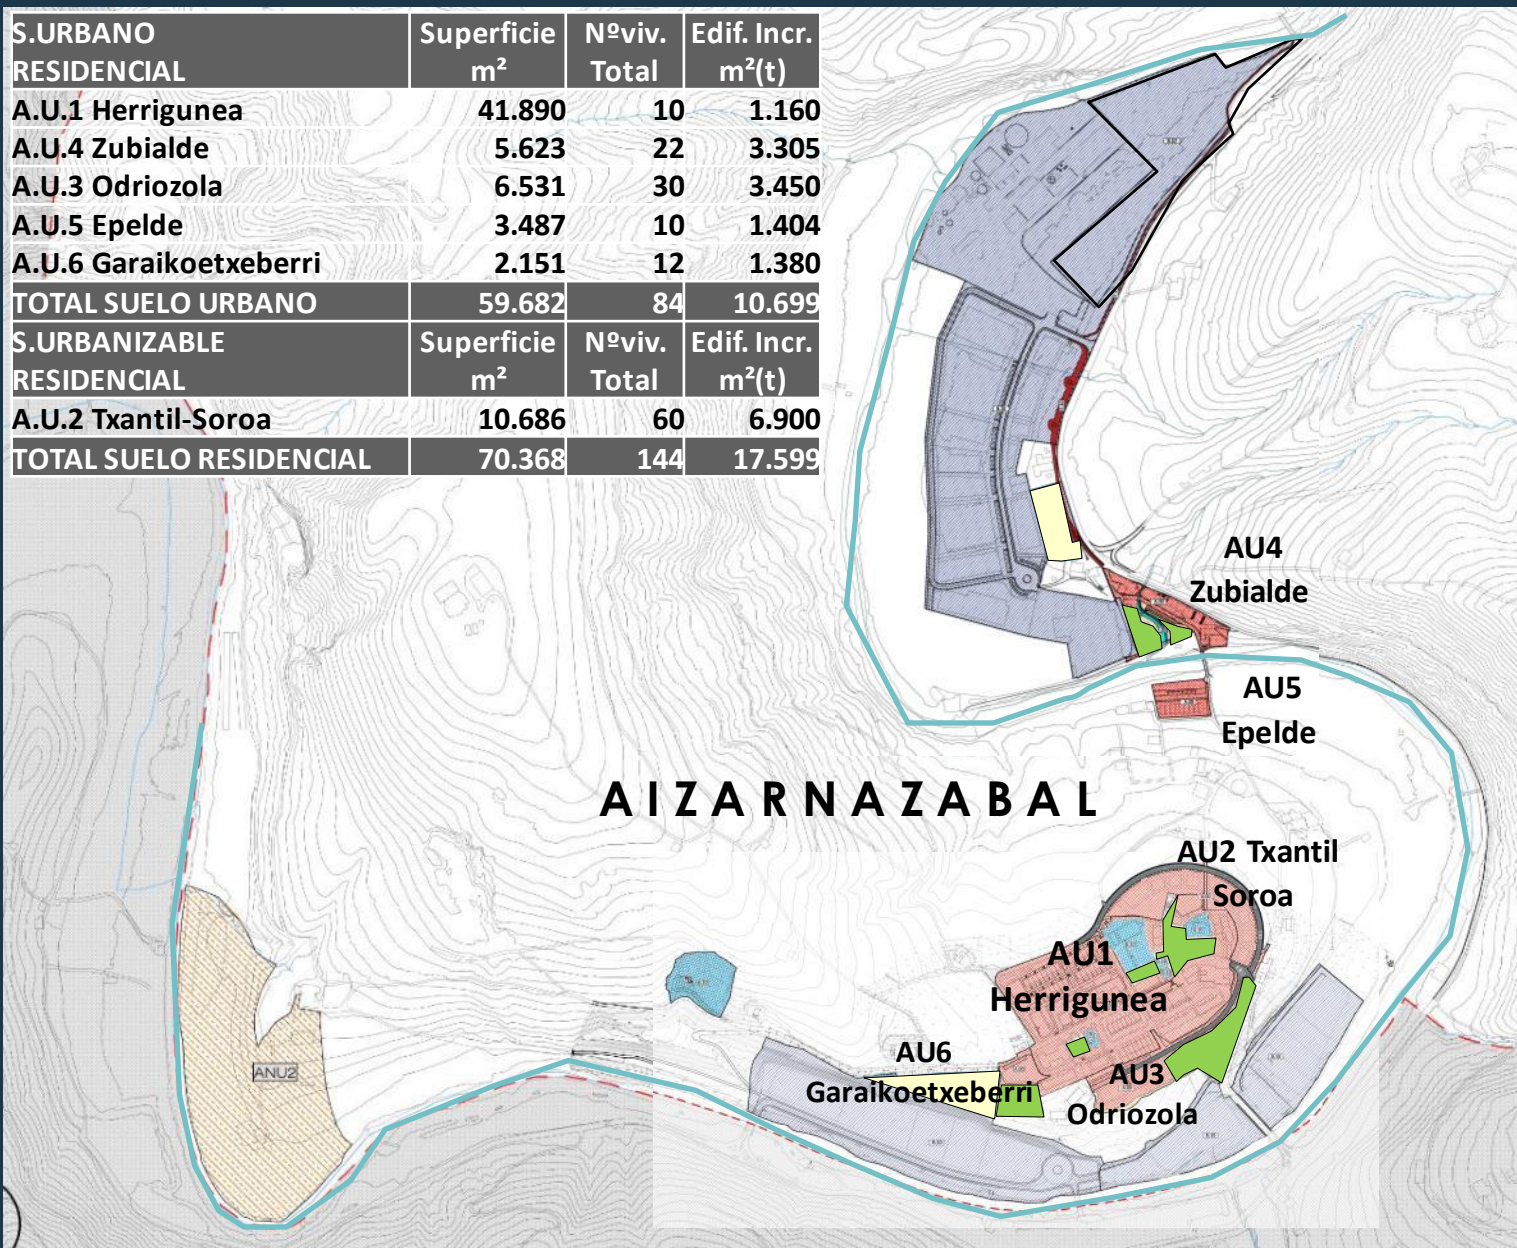 S.URBANO RESIDENCIAL Superficie m² Nºviv. Total Edif. Incr. m²(t)
A.U.1 Herrigunea 41.890 10 1.160
A.U.4 Zubialde 5.623 22 3.305
A.U.3 Odriozola 6.531 30 3.450
A.U.5 Epelde 3.487 10 1.404
A.U.6 Garaikoetxeberri 2.151 12 1.380
TOTAL SUELO URBANO 59.682 84 10.699
S.URBANIZABLE RESIDENCIAL Superficie m² Nºviv. Total Edif. Incr. m²(t)
A.U.2 Txantil-Soroa 10.686 60 6.900
TOTAL SUELO RESIDENCIAL 70.368 144 17.599
AU4
Zubialde
AU5
Epelde
AIZARNAZABAL
AU2 Txantil
Soroa
AU1
Herrigunea
AU6
Garaikoetxeberri
AU3
Odriozola
ANU2